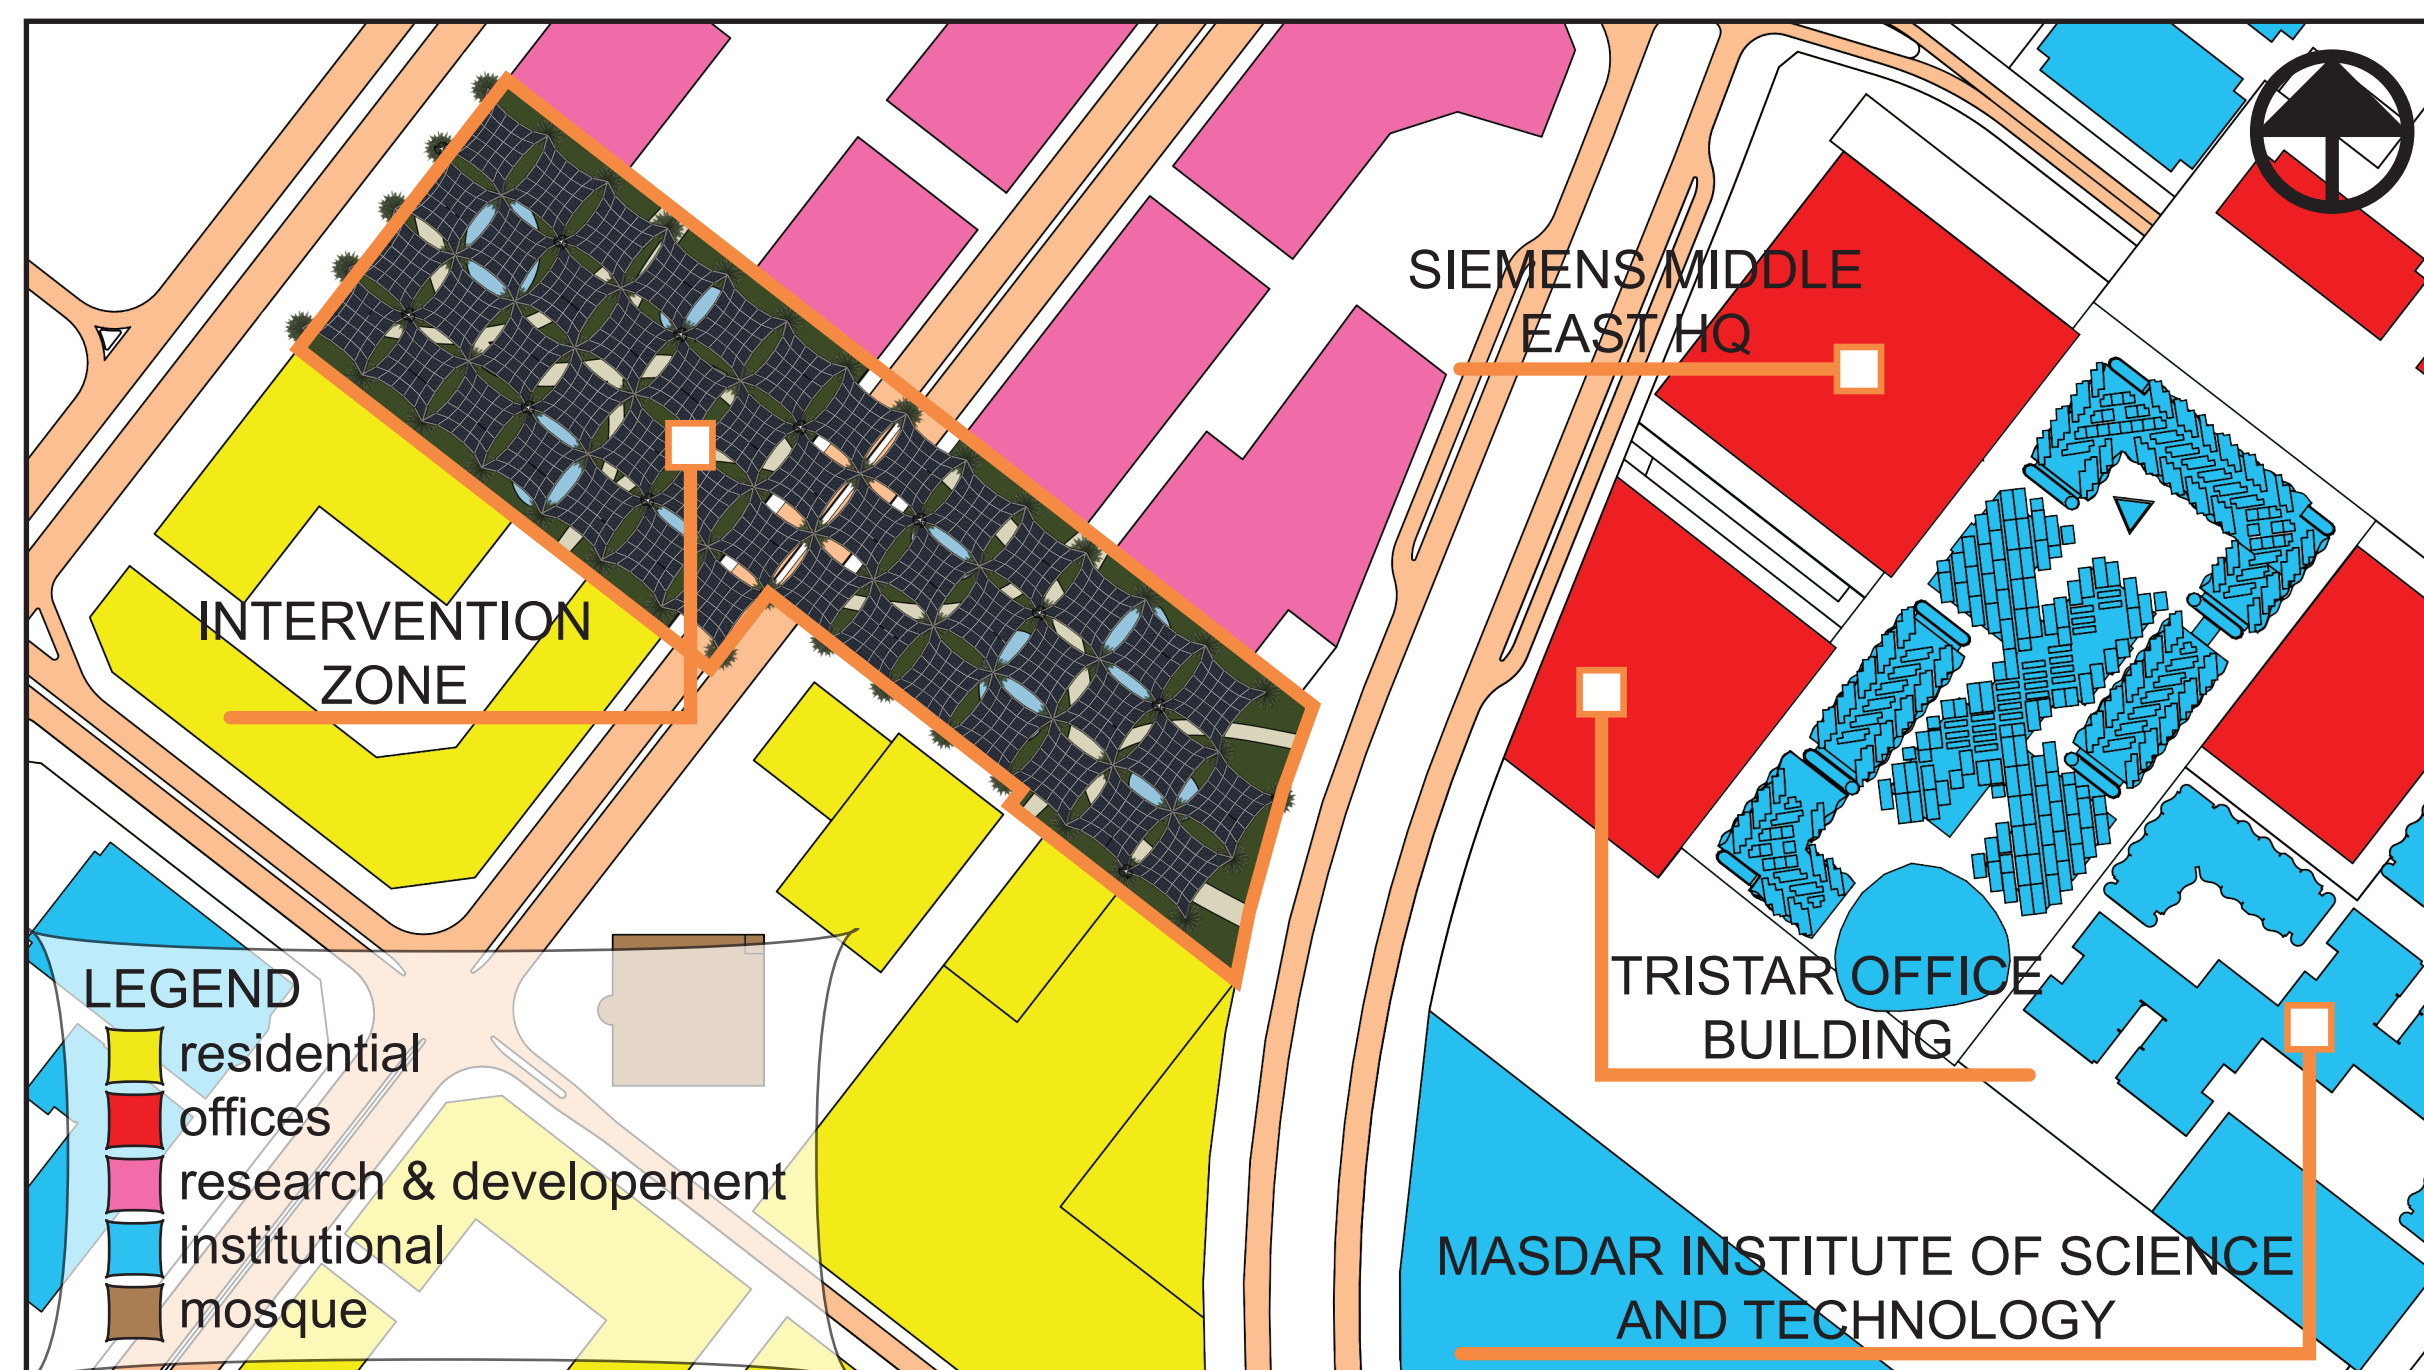 SIEMENS MIDDLE
EAST HQ
INTERVENTION
ZONE
TRISTAR OFFICE
BUILDING
MASDAR INSTITUTE OF SCIENCE
AND TECHNOLOGY
LEGEND
residential
offices
research & developement
institutional
mosque